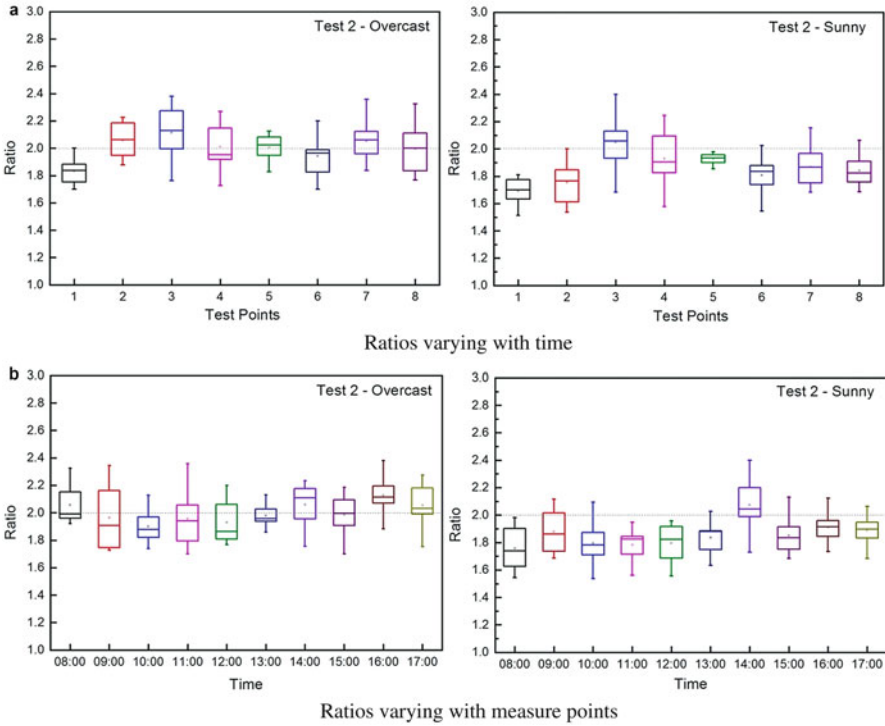 a
Test 2 - Overcast
3.0
2.8
2.6
2.4
2.2
2.0
1.8
1.6
1.4
1.2
1.0
Ratio
1 2 3 4 5 6 7 8
Test Points
Test 2 - Sunny
3.0
2.8
2.6
2.4
2.2
2.0
1.8
1.6
1.4
1.2
1.0
Ratio
1 2 3 4 5 6 7 8
Test Points
Ratios varying with time
b
Test 2 - Overcast
3.0
2.8
2.6
2.4
2.2
2.0
1.8
1.6
1.4
1.2
1.0
Ratio
08:00 09:00 10:00 11:00 12:00 13:00 14:00 15:00 16:00 17:00
Time
Test 2 - Sunny
3.0
2.8
2.6
2.4
2.2
2.0
1.8
1.6
1.4
1.2
1.0
Ratio
08:00 09:00 10:00 11:00 12:00 13:00 14:00 15:00 16:00 17:00
Time
Ratios varying with measure points